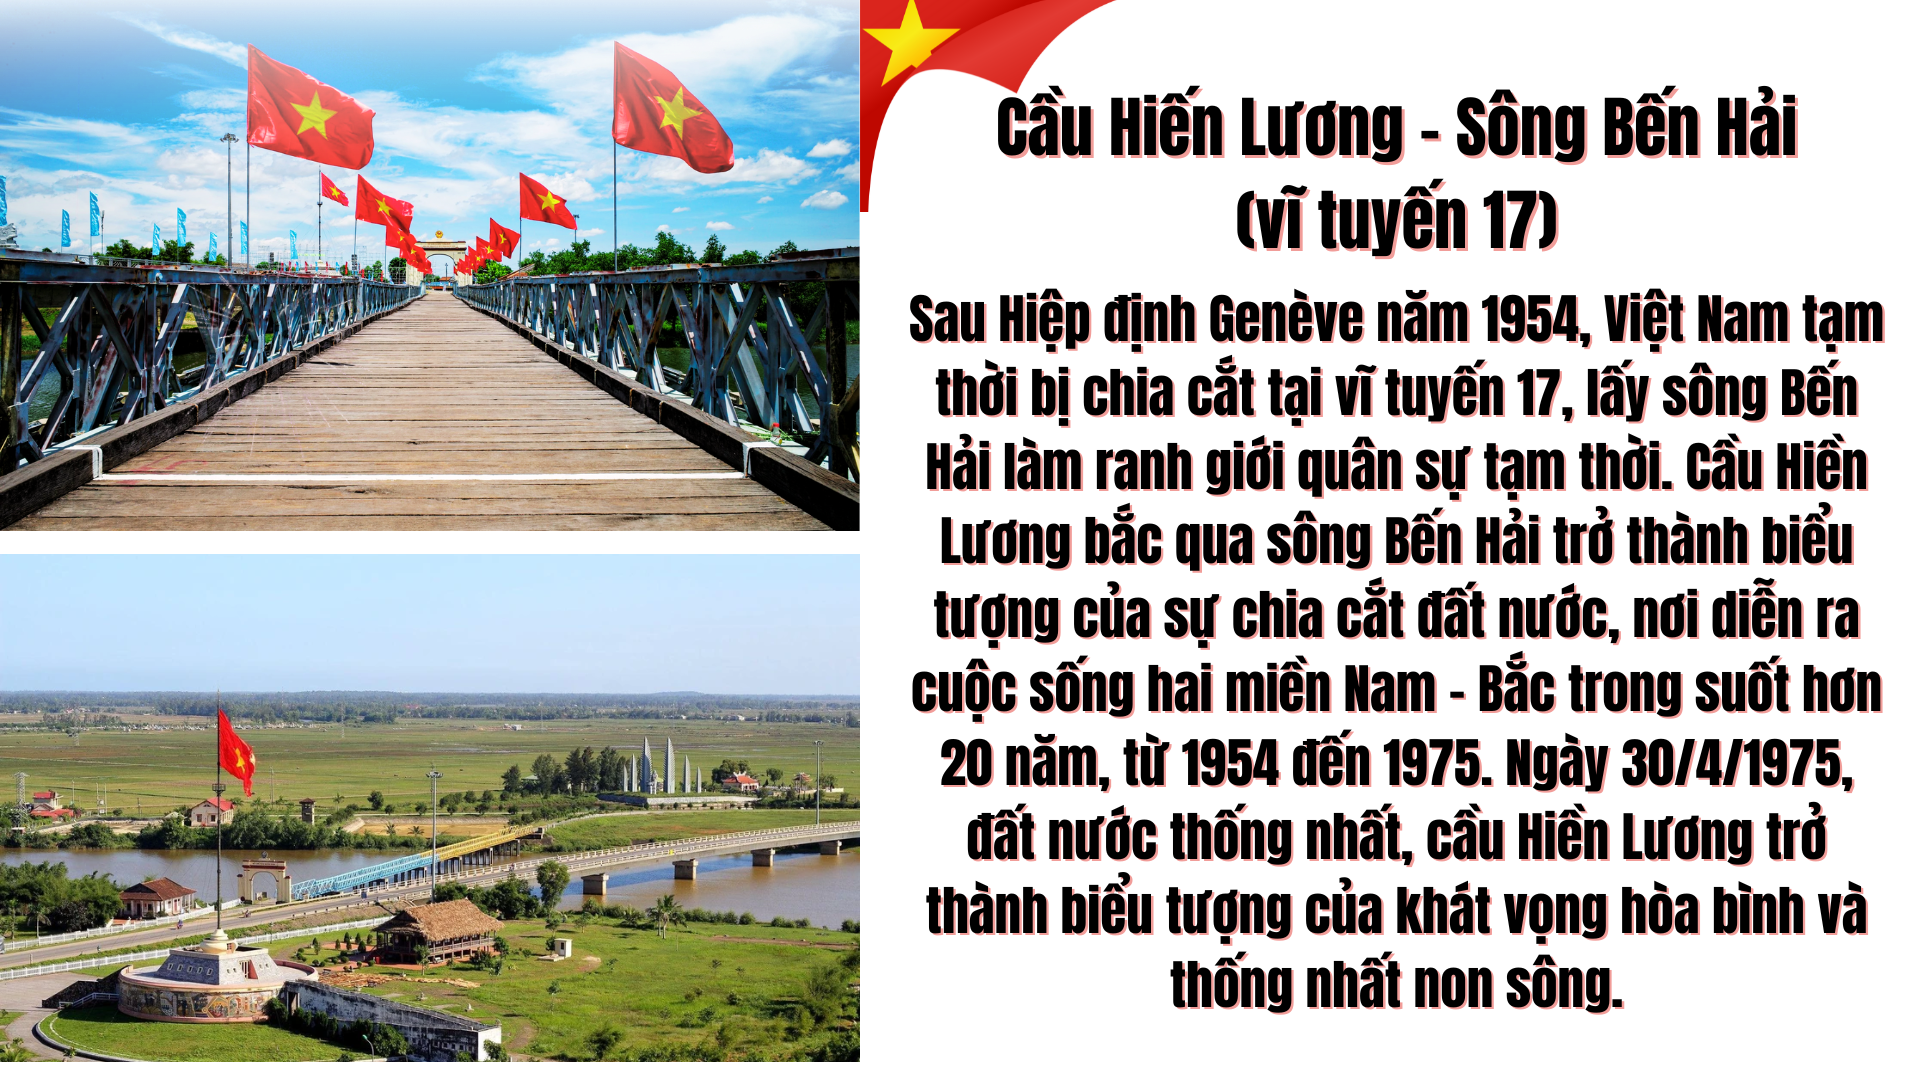 Cầu Hiến Lương - Sông Bến Hải
(vĩ tuyến 17)
Sau Hiệp định Genève năm 1954, Việt Nam tạm
thời bị chia cắt tại vĩ tuyến 17, lấy sông Bến
Hải làm ranh giới quân sự tạm thời. Cầu Hiền
Lương bắc qua sông Bến Hải trở thành biểu
tượng của sự chia cắt đất nước, nơi diễn ra
cuộc sống hai miền Nam - Bắc trong suốt hơn
20 năm, từ 1954 đến 1975. Ngày 30/4/1975,
đất nước thống nhất, cầu Hiền Lương trở
thành biểu tượng của khát vọng hòa bình và
thống nhất non sông.